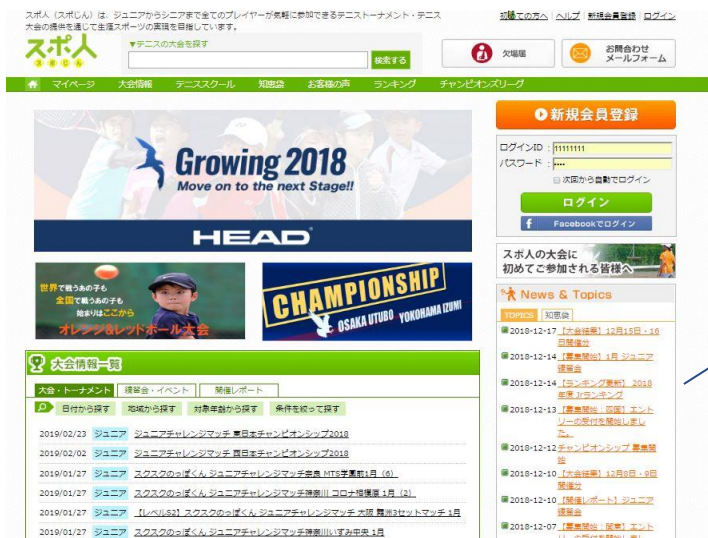 スポ人（スポじん）は、ジュニアからシニアまで全てのプレイヤーが気軽に参加できるテニストーナメント・テニス
大会の提供を通じて生涯スポーツの実現を目指しています。
初めての方へ ヘルプ 新規会員登録 ログイン
スポ人
すぽじん
▼テニスの大会を探す
検索する
欠場届
お問合わせ
メールフォーム
マイページ 大会情報 テニススクール 知恵袋 お客様の声 ランキング チャンピオンズリーグ
Growing 2018
Move on to the next Stage!!
HEAD
世界で戦うあの子も
全国で戦うあの子も
始まりはここから
オレンジ&レッドボール大会
CHAMPIONSHIP
OSAKA UTUBO YOKOHAMA IZUMI
新規会員登録
ログインID : 11111111
パスワード : ••••
次回から自動でログイン
ログイン
f Facebookでログイン
スポ人の大会に
初めてご参加される皆様へ
News & Topics
TOPICS 知恵袋
2018-12-17 【大会結果】12月15日・16
日開催分
2018-12-14 【募集開始】1月 ジュニア
練習会
2018-12-14 【ランキング更新】 2018
年度 Jrランキング
2018-12-13 【募集開始：四国】エント
リーの受付を開始しまし
た。
2018-12-12 チャンピオンシップ 募集開
始
2018-12-10 【大会結果】12月8日・9日
開催分
2018-12-10 【開催レポート】ジュニア
練習会
2018-12-07 【募集開始：関東】エント
リーの受付を開始しまし
大会情報一覧
大会・トーナメント 練習会・イベント 開催レポート
日付から探す 地域から探す 対象年齢から探す 条件を絞って探す
2019/02/23 ジュニア ジュニアチャレンジマッチ 東日本チャンピオンシップ2018
2019/02/02 ジュニア ジュニアチャレンジマッチ 西日本チャンピオンシップ2018
2019/01/27 ジュニア スクスクのっぽくん ジュニアチャレンジマッチ奈良 MTS学園前1月（6）
2019/01/27 ジュニア スクスクのっぽくん ジュニアチャレンジマッチ神奈川 コロナ相模原 1月（2）
2019/01/27 ジュニア 【レベルS2】スクスクのっぽくん ジュニアチャレンジマッチ 大阪 舞洲3セットマッチ 1月
2019/01/27 ジュニア スクスクのっぽくん ジュニアチャレンジマッチ神奈川いずみ中央 1月